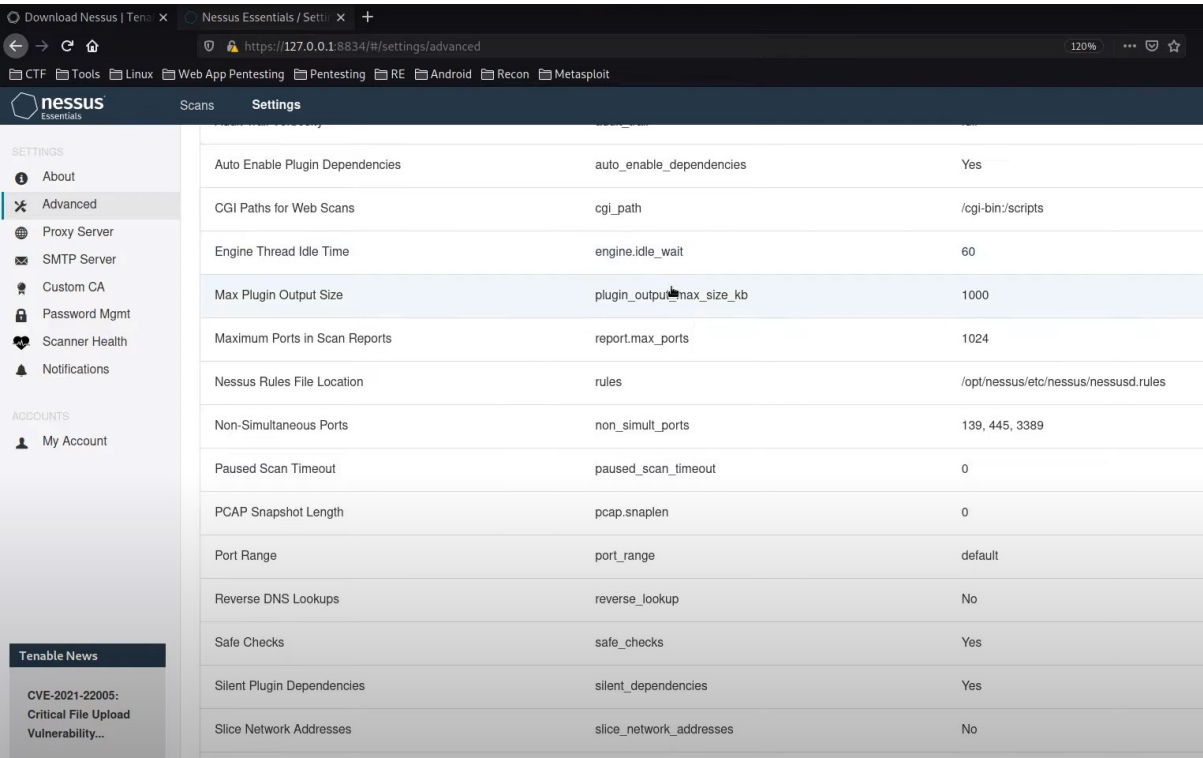 Download Nessus | Tena
Nessus Essentials / Settin
https://127.0.0.1:8834/#/settings/advanced
120%
CTF Tools Linux Web App Pentesting Pentesting RE Android Recon Metasploit
nessus
Essentials
Scans Settings
SETTINGS
About
Advanced
Proxy Server
SMTP Server
Custom CA
Password Mgmt
Scanner Health
Notifications
ACCOUNTS
My Account
Tenable News
CVE-2021-22005:
Critical File Upload
Vulnerability...
Auto Enable Plugin Dependencies auto_enable_dependencies Yes
CGI Paths for Web Scans cgi_path /cgi-bin:/scripts
Engine Thread Idle Time engine.idle_wait 60
Max Plugin Output Size plugin_output_max_size_kb 1000
Maximum Ports in Scan Reports report.max_ports 1024
Nessus Rules File Location rules /opt/nessus/etc/nessus/nessusd.rules
Non-Simultaneous Ports non_simult_ports 139, 445, 3389
Paused Scan Timeout paused_scan_timeout 0
PCAP Snapshot Length pcap.snaplen 0
Port Range port_range default
Reverse DNS Lookups reverse_lookup No
Safe Checks safe_checks Yes
Silent Plugin Dependencies silent_dependencies Yes
Slice Network Addresses slice_network_addresses No